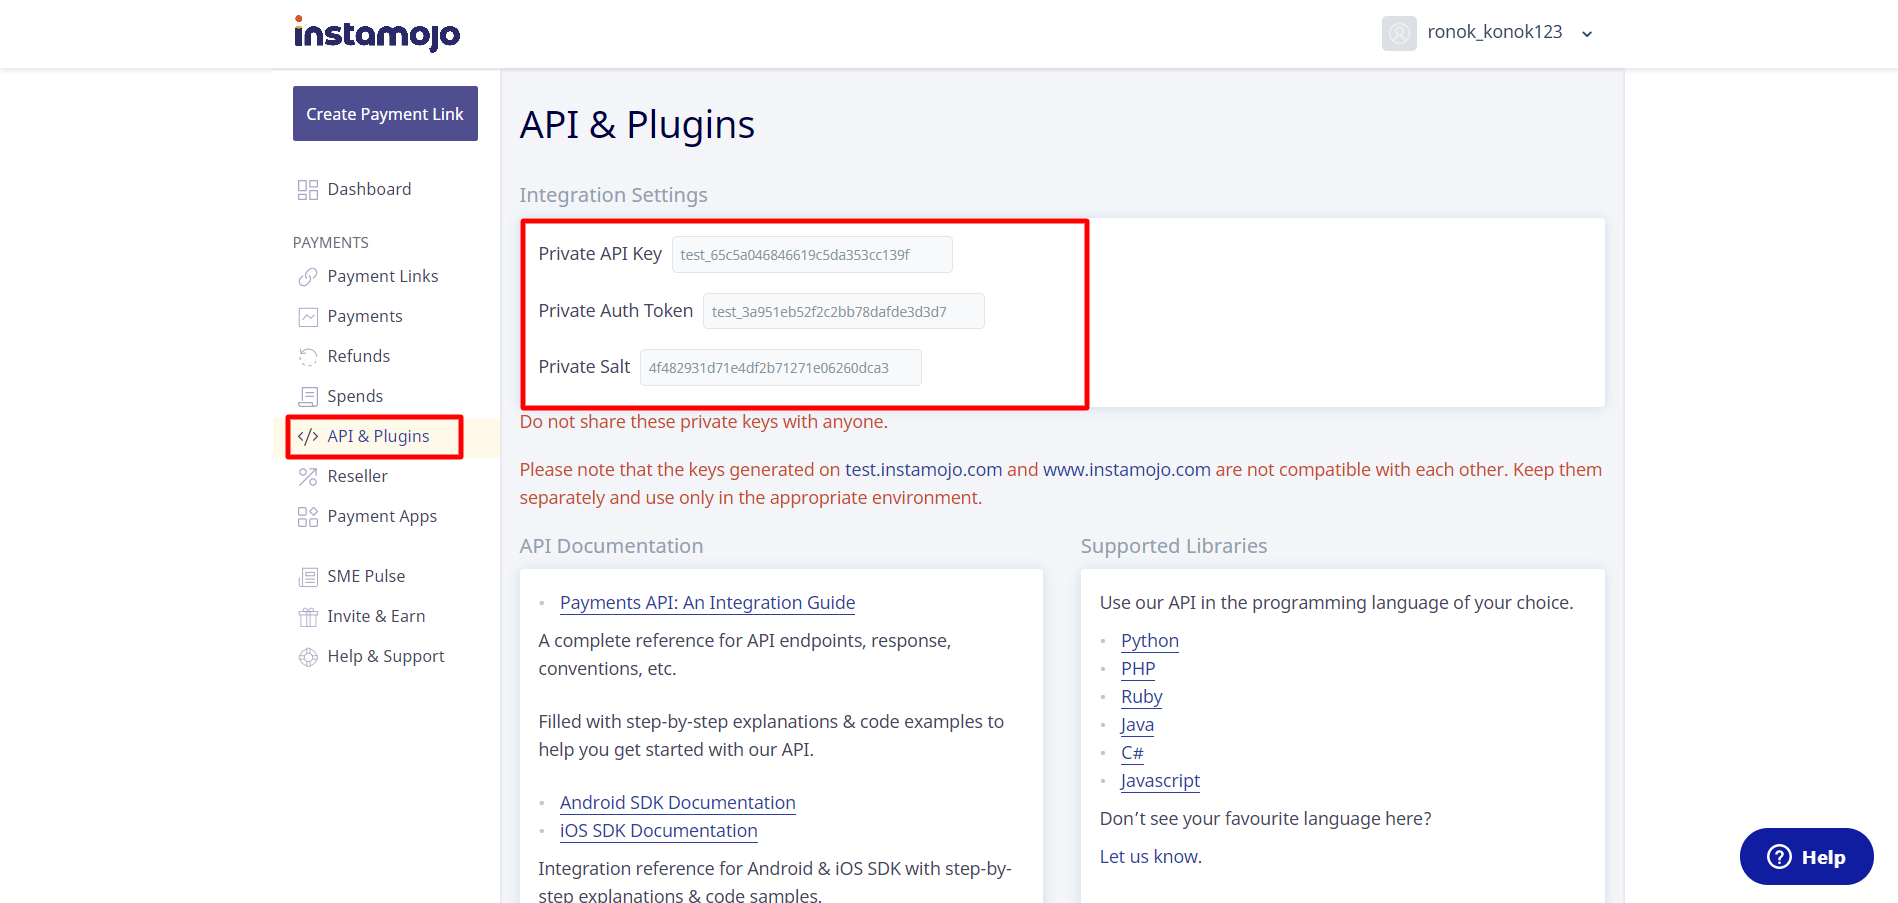 instamojo
ronok_konok123
Create Payment Link
Dashboard
PAYMENTS
Payment Links
Payments
Refunds
Spends
API & Plugins
Reseller
Payment Apps
SME Pulse
Invite & Earn
Help & Support
API & Plugins
Integration Settings
Private API Key test_65c5a046846619c5da353cc139f
Private Auth Token test_3a951eb52f2c2bb78dafde3d3d7
Private Salt 4f482931d71e4df2b71271e06260dca3
Do not share these private keys with anyone.
Please note that the keys generated on test.instamojo.com and www.instamojo.com are not compatible with each other. Keep them
separately and use only in the appropriate environment.
API Documentation
Payments API: An Integration Guide
A complete reference for API endpoints, response,
conventions, etc.
Filled with step-by-step explanations & code examples to
help you get started with our API.
Android SDK Documentation
iOS SDK Documentation
Integration reference for Android & iOS SDK with step-by-
step explanations & code samples.
Supported Libraries
Use our API in the programming language of your choice.
Python
PHP
Ruby
Java
C#
Javascript
Don't see your favourite language here?
Let us know.
Help